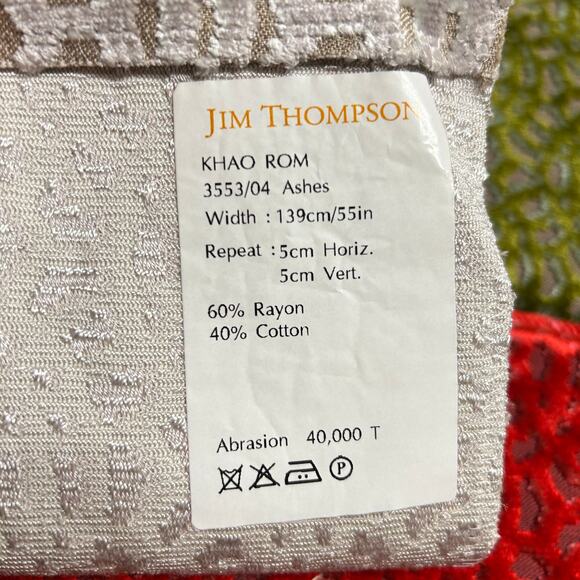 JIM THOMPSON
KHAO ROM
3553/04 Ashes
Width : 139cm/55in
Repeat : 5cm Horiz.
5cm Vert.
60% Rayon
40% Cotton
Abrasion 40,000 T
P